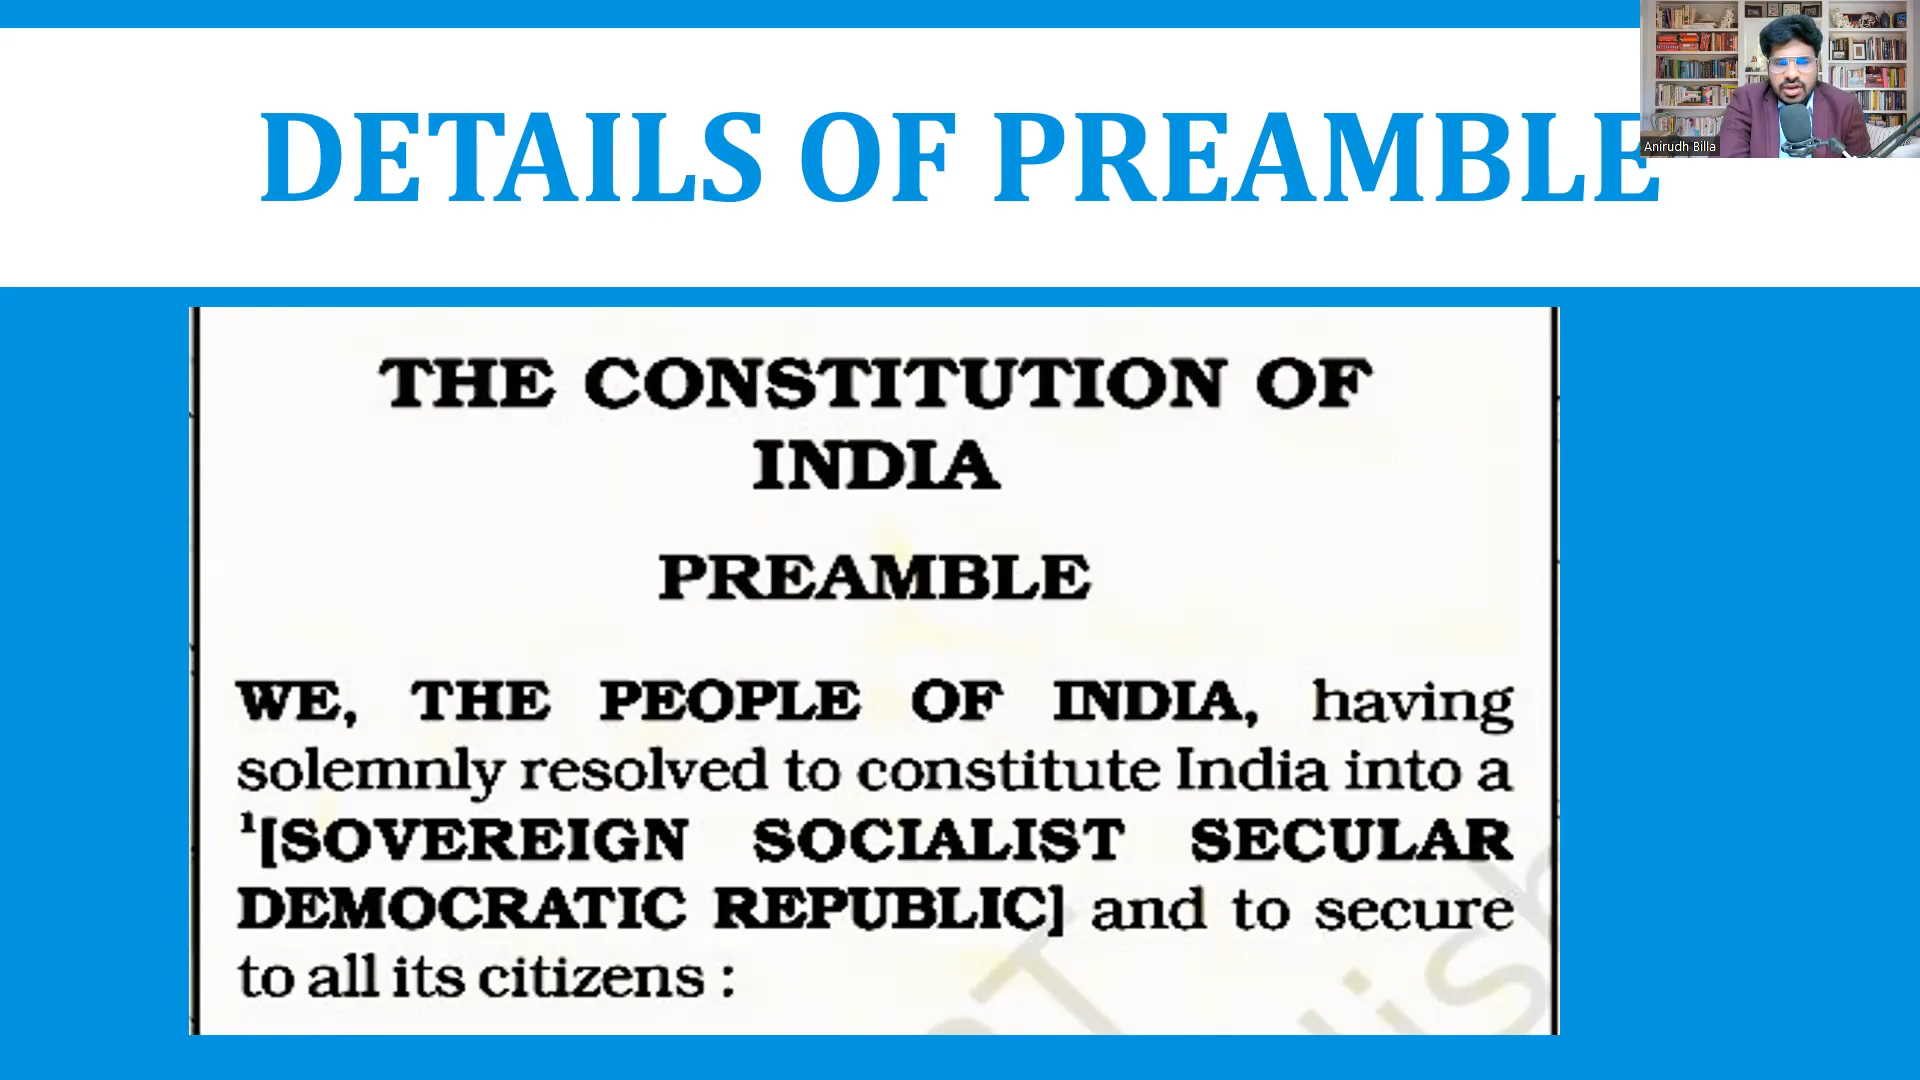 DETAILS OF PREAMBLE
Anirudh Billa
THE CONSTITUTION OF
INDIA
PREAMBLE
WE, THE PEOPLE OF INDIA, having
solemnly resolved to constitute India into a
¹[SOVEREIGN SOCIALIST SECULAR
DEMOCRATIC REPUBLIC] and to secure
to all its citizens :